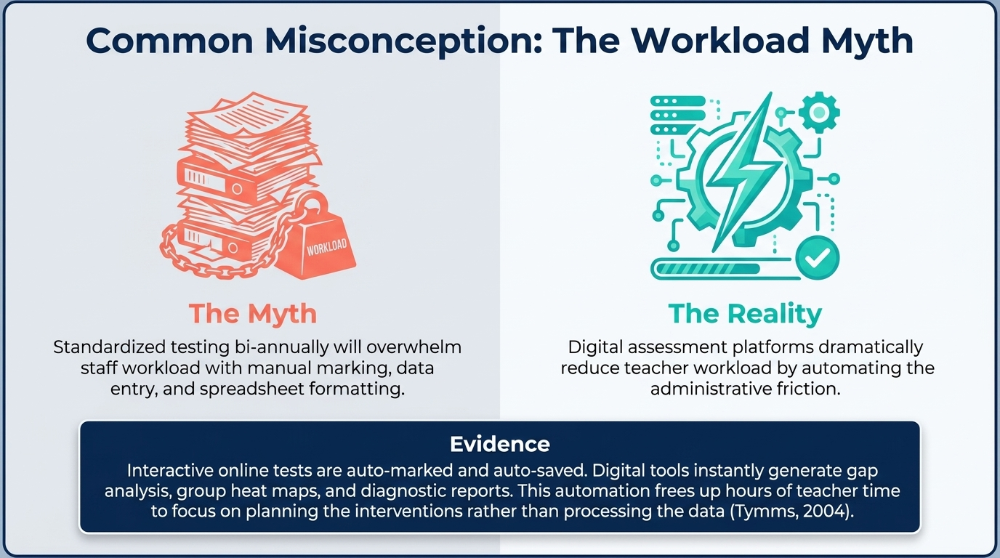 Common Misconception: The Workload Myth
WORKLOAD
The Myth
Standardized testing bi-annually will overwhelm
staff workload with manual marking, data
entry, and spreadsheet formatting.
The Reality
Digital assessment platforms dramatically
reduce teacher workload by automating the
administrative friction.
Evidence
Interactive online tests are auto-marked and auto-saved. Digital tools instantly generate gap
analysis, group heat maps, and diagnostic reports. This automation frees up hours of teacher time
to focus on planning the interventions rather than processing the data (Tymms, 2004).